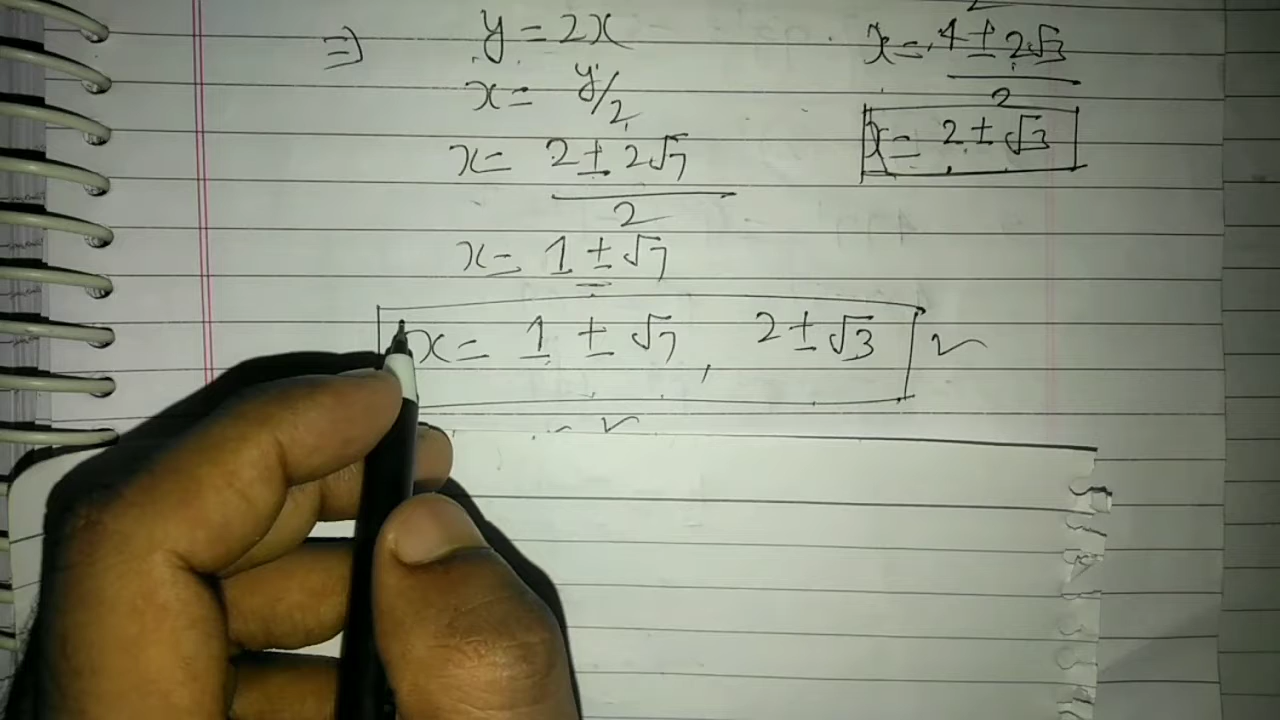 ⇒ y = 2x
x = y/2
x = 2 ± 2√7 / 2
x = 1 ± √7
x = 4 ± 2√3 / 2
x = 2 ± √3
x = 1 ± √7 , 2 ± √3